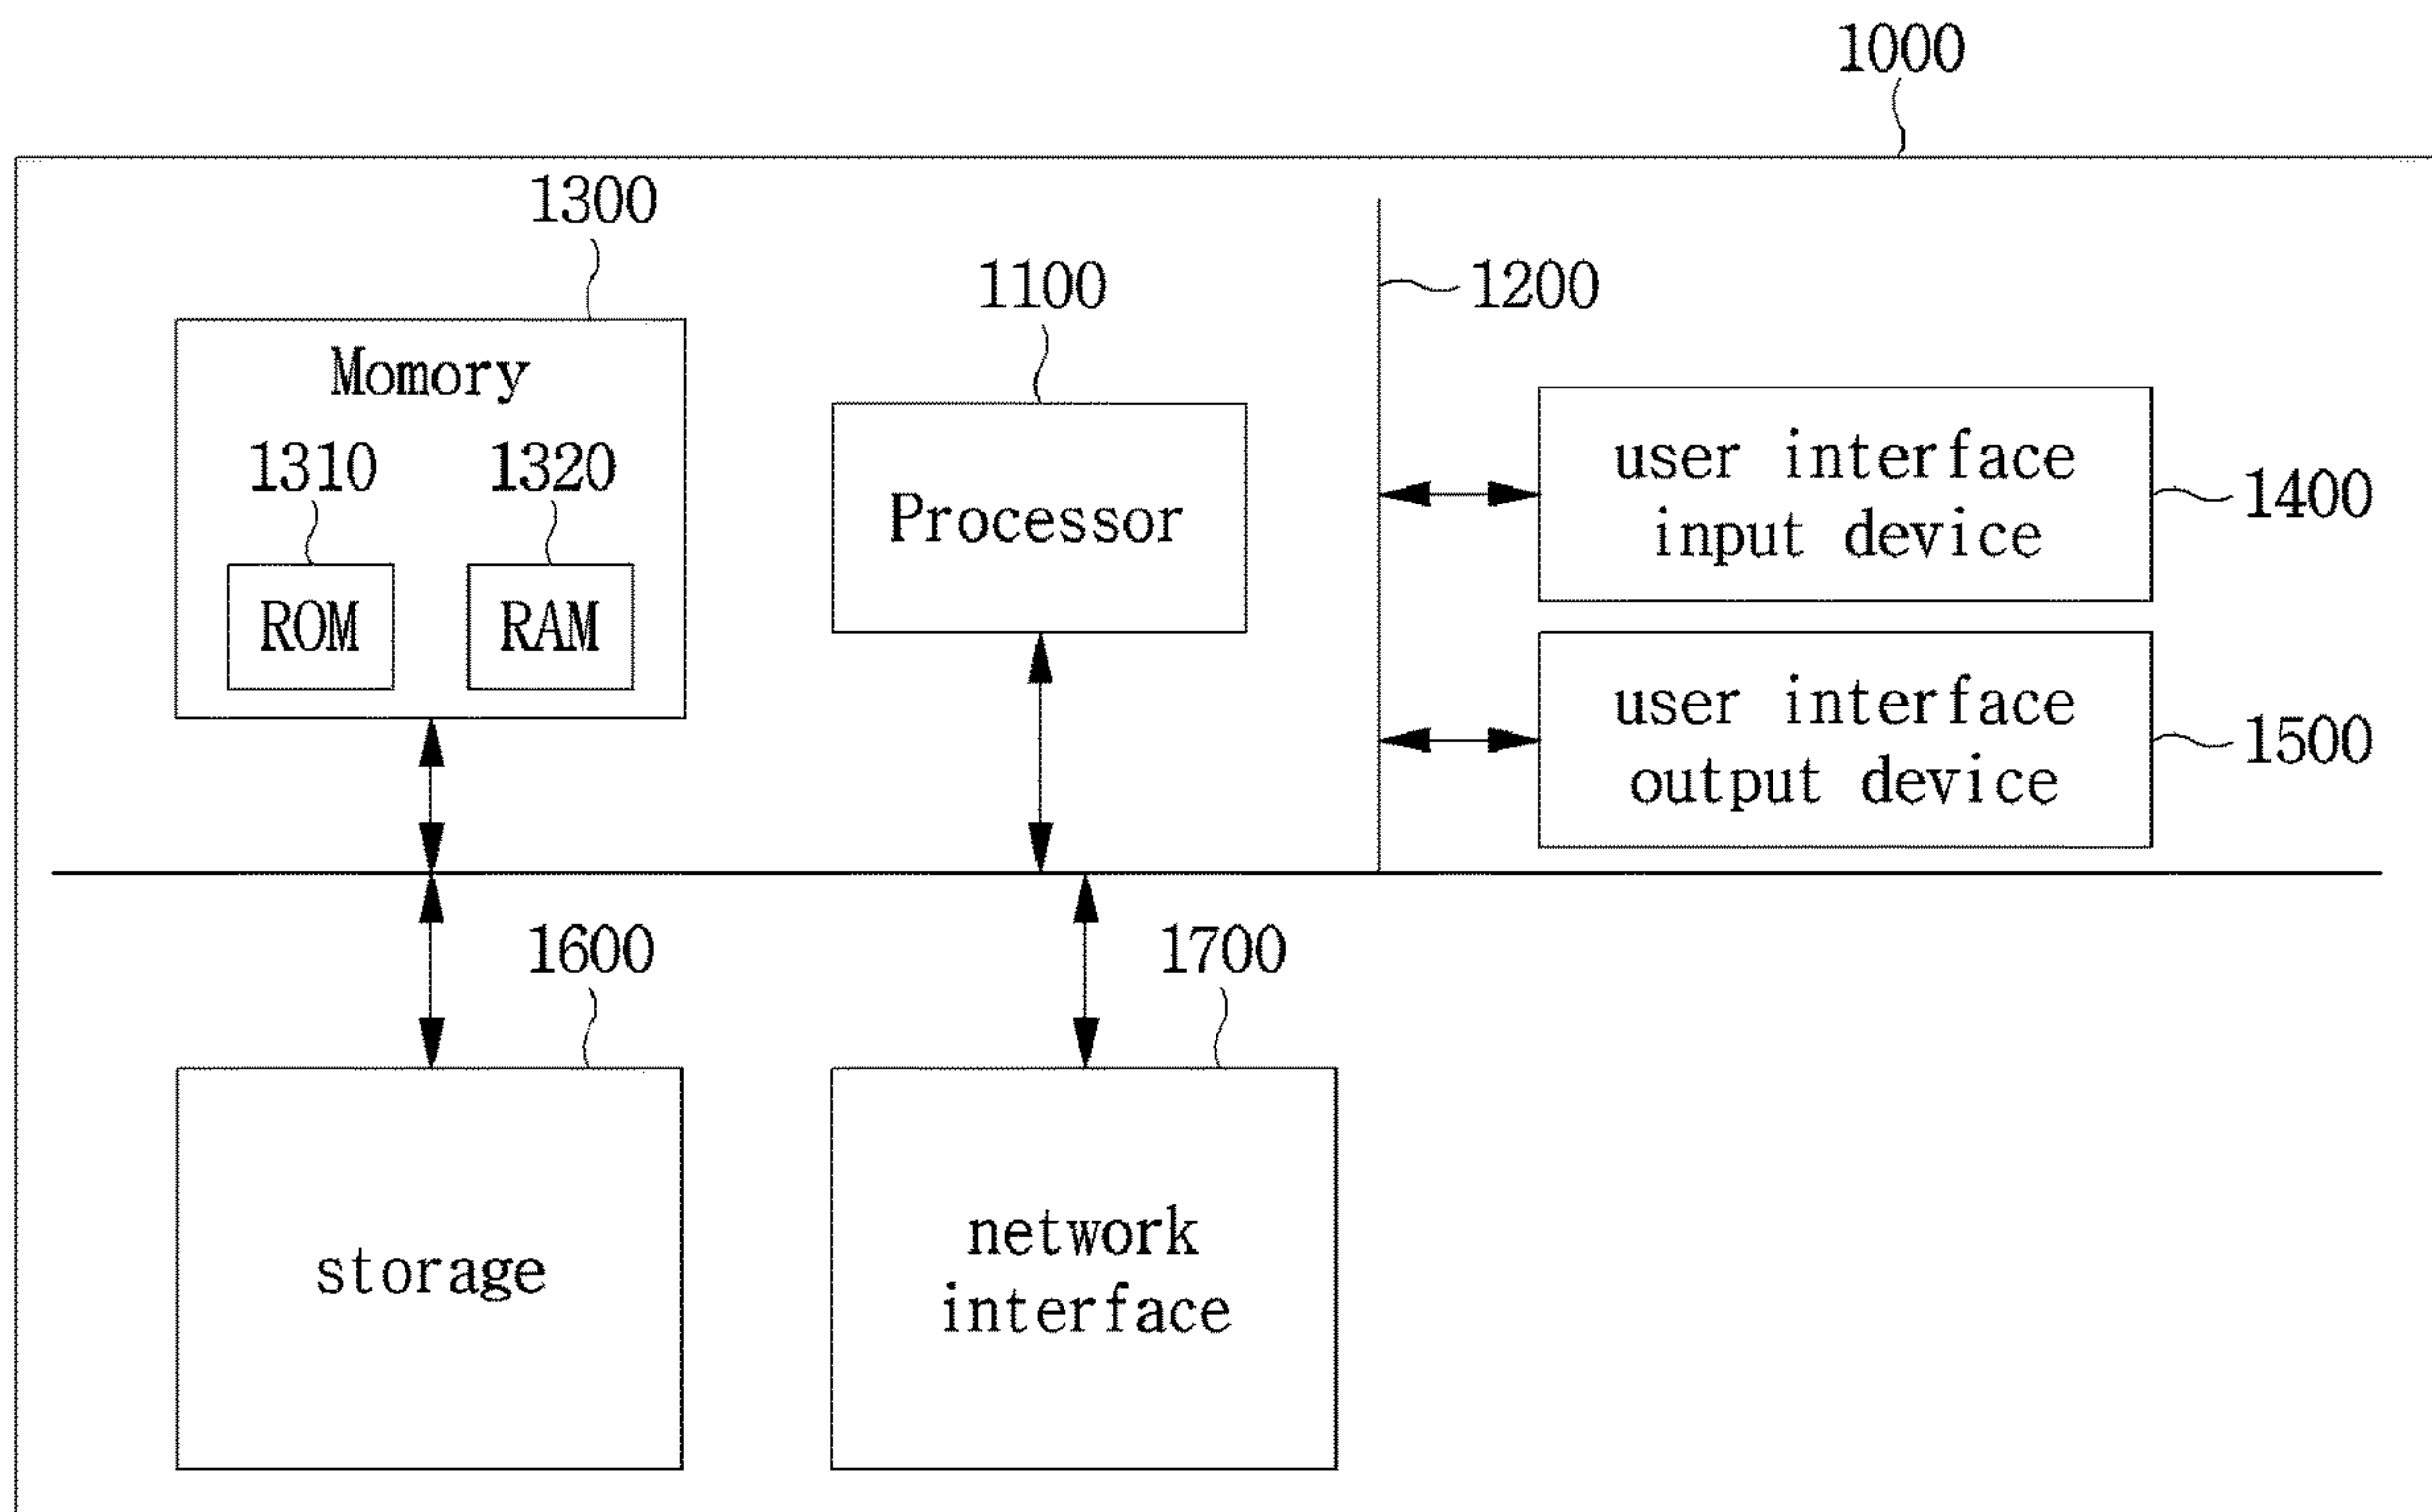 1000
1300
1100
1200
Momory
1310
1320
ROM
RAM
Processor
user interface
input device
1400
user interface
output device
1500
1600
1700
storage
network
interface